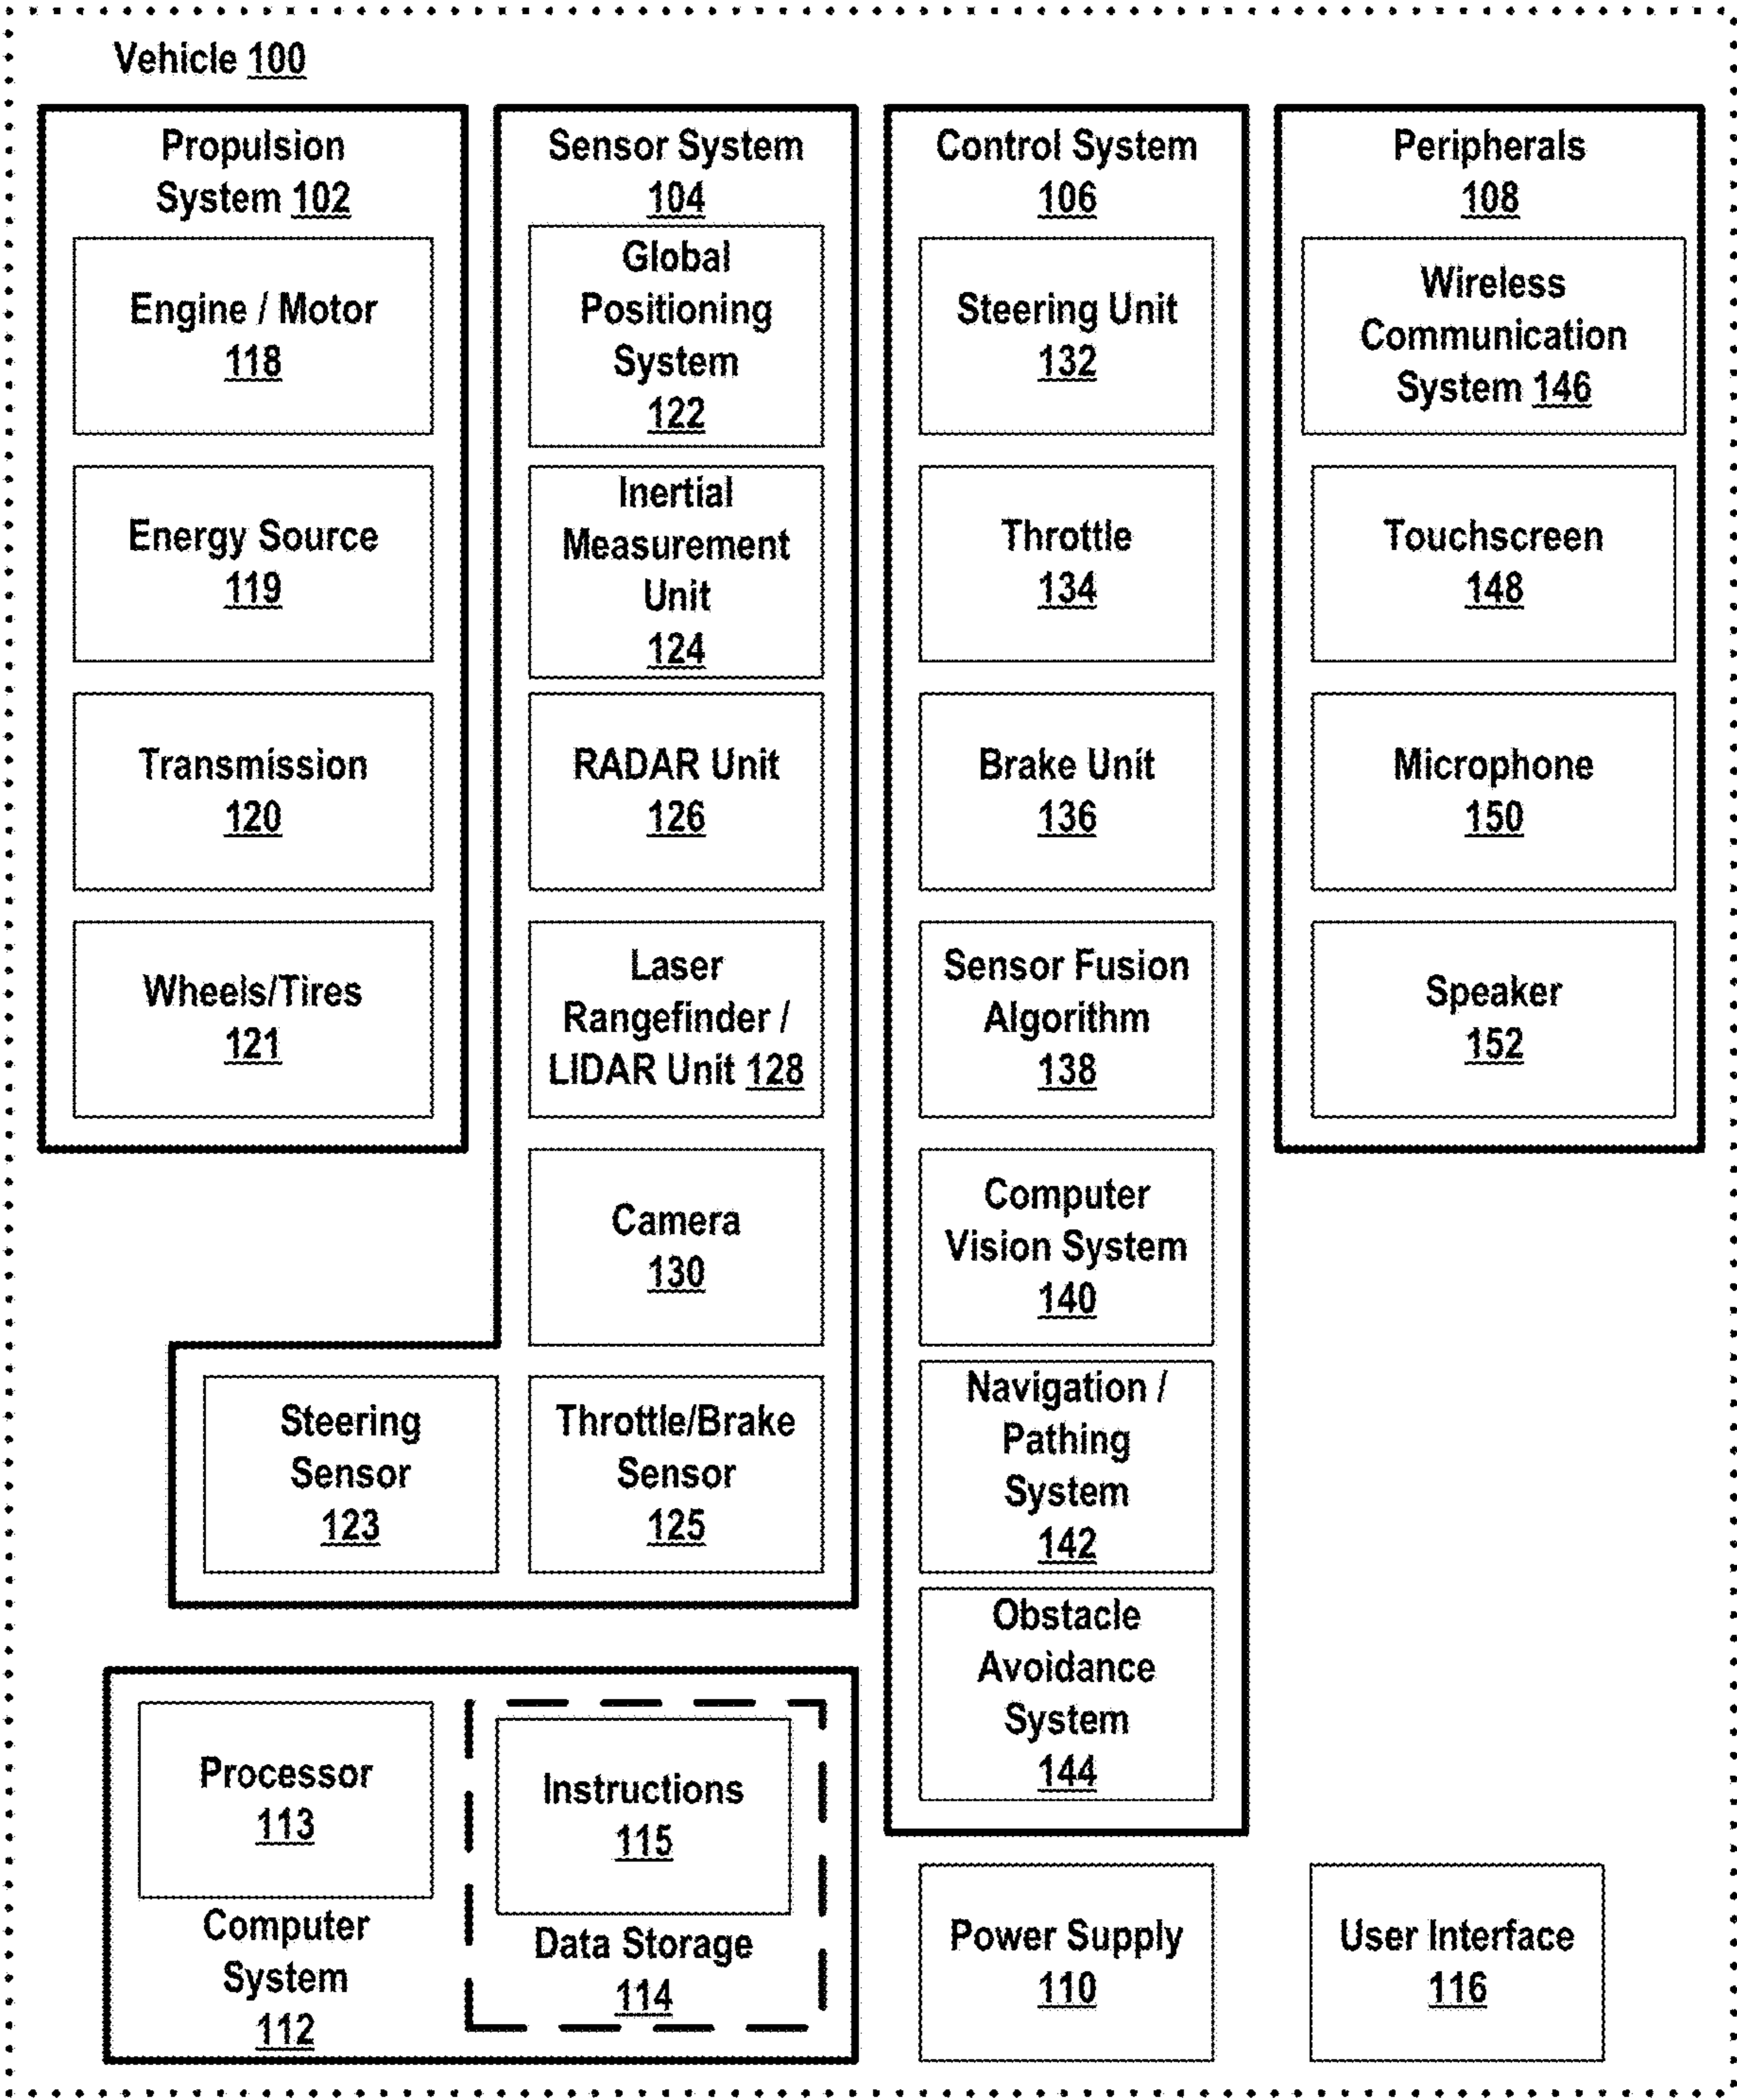 Vehicle 100
Propulsion
System 102
Engine / Motor
118
Energy Source
119
Transmission
120
Wheels/Tires
121
Sensor System
104
Global
Positioning
System
122
Inertial
Measurement
Unit
124
RADAR Unit
126
Laser
Rangefinder /
LIDAR Unit 128
Camera
130
Steering
Sensor
123
Throttle/Brake
Sensor
125
Control System
106
Steering Unit
132
Throttle
134
Brake Unit
136
Sensor Fusion
Algorithm
138
Computer
Vision System
140
Navigation /
Pathing
System
142
Obstacle
Avoidance
System
144
Peripherals
108
Wireless
Communication
System 146
Touchscreen
148
Microphone
150
Speaker
152
Processor
113
Computer
System
112
Instructions
115
Data Storage
114
Power Supply
110
User Interface
116